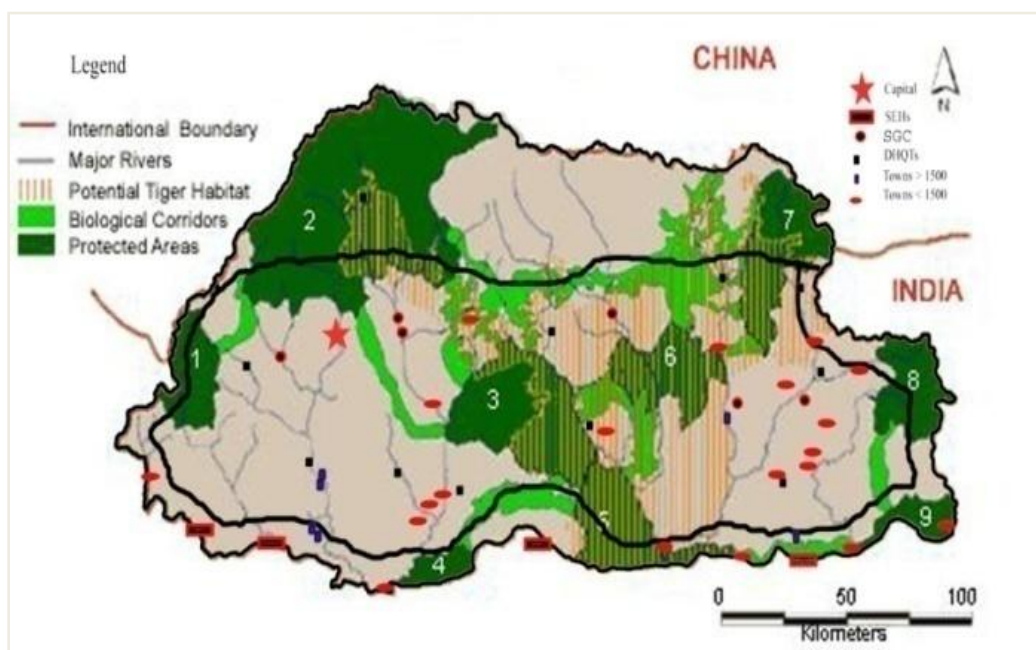 Legend
International Boundary
Major Rivers
Potential Tiger Habitat
Biological Corridors
Protected Areas
CHINA
N
Capital
SEHs
SGC
DHQTs
Towns > 1500
Towns < 1500
INDIA
1
2
3
4
5
6
7
8
9
0 50 100
Kilometers